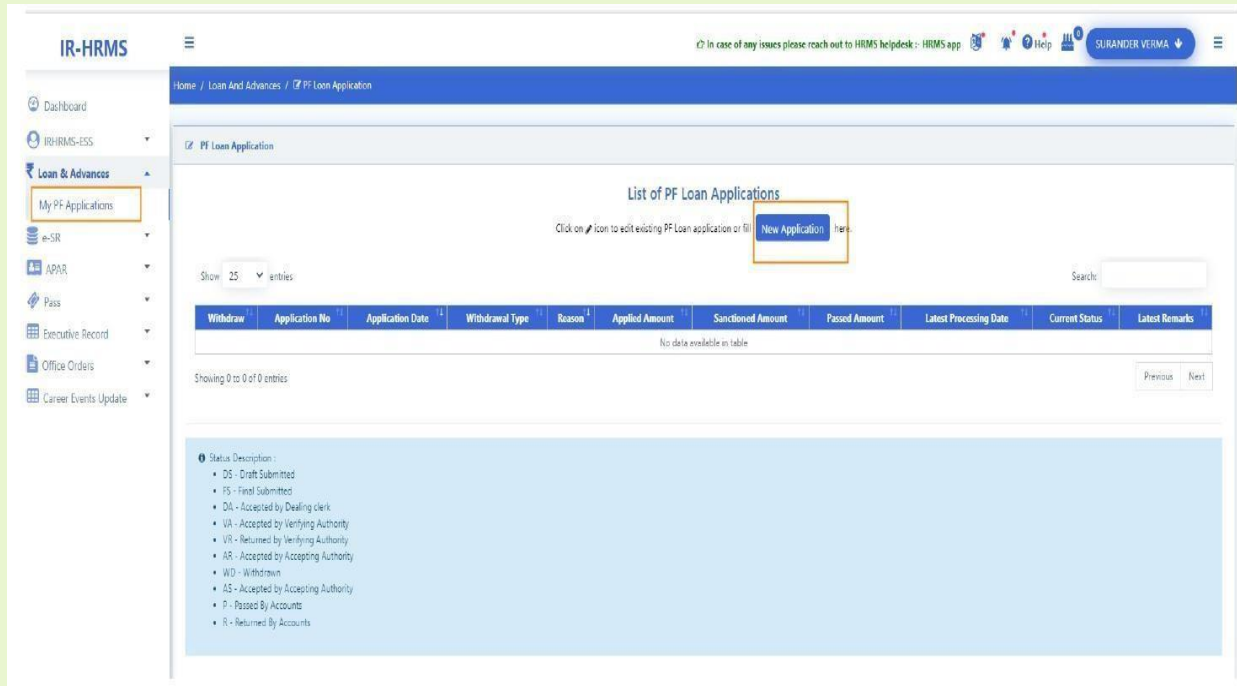 IR-HRMS
In case of any issues please reach out to HRMS helpdesk :- HRMS app
Help
0
SURANDER VERMA
Home / Loan And Advances / PF Loan Application
Dashboard
IRHRMS-ESS
Loan & Advances
My PF Applications
e-SR
APAR
Pass
Executive Record
Office Orders
Career Events Update
PF Loan Application
List of PF Loan Applications
Click on icon to edit existing PF Loan application or fill New Application here.
Show 25 entries
Search:
Withdraw Application No Application Date Withdrawal Type Reason Applied Amount Sanctioned Amount Passed Amount Latest Processing Date Current Status Latest Remarks
No data available in table
Showing 0 to 0 of 0 entries
Previous Next
Status Description :
• DS - Draft Submitted
• FS - Final Submitted
• DA - Accepted by Dealing clerk
• VA - Accepted by Verifying Authority
• VR - Returned by Verifying Authority
• AR - Accepted by Accepting Authority
• WD - Withdrawn
• AS - Accepted by Accepting Authority
• P - Passed By Accounts
• R - Returned By Accounts